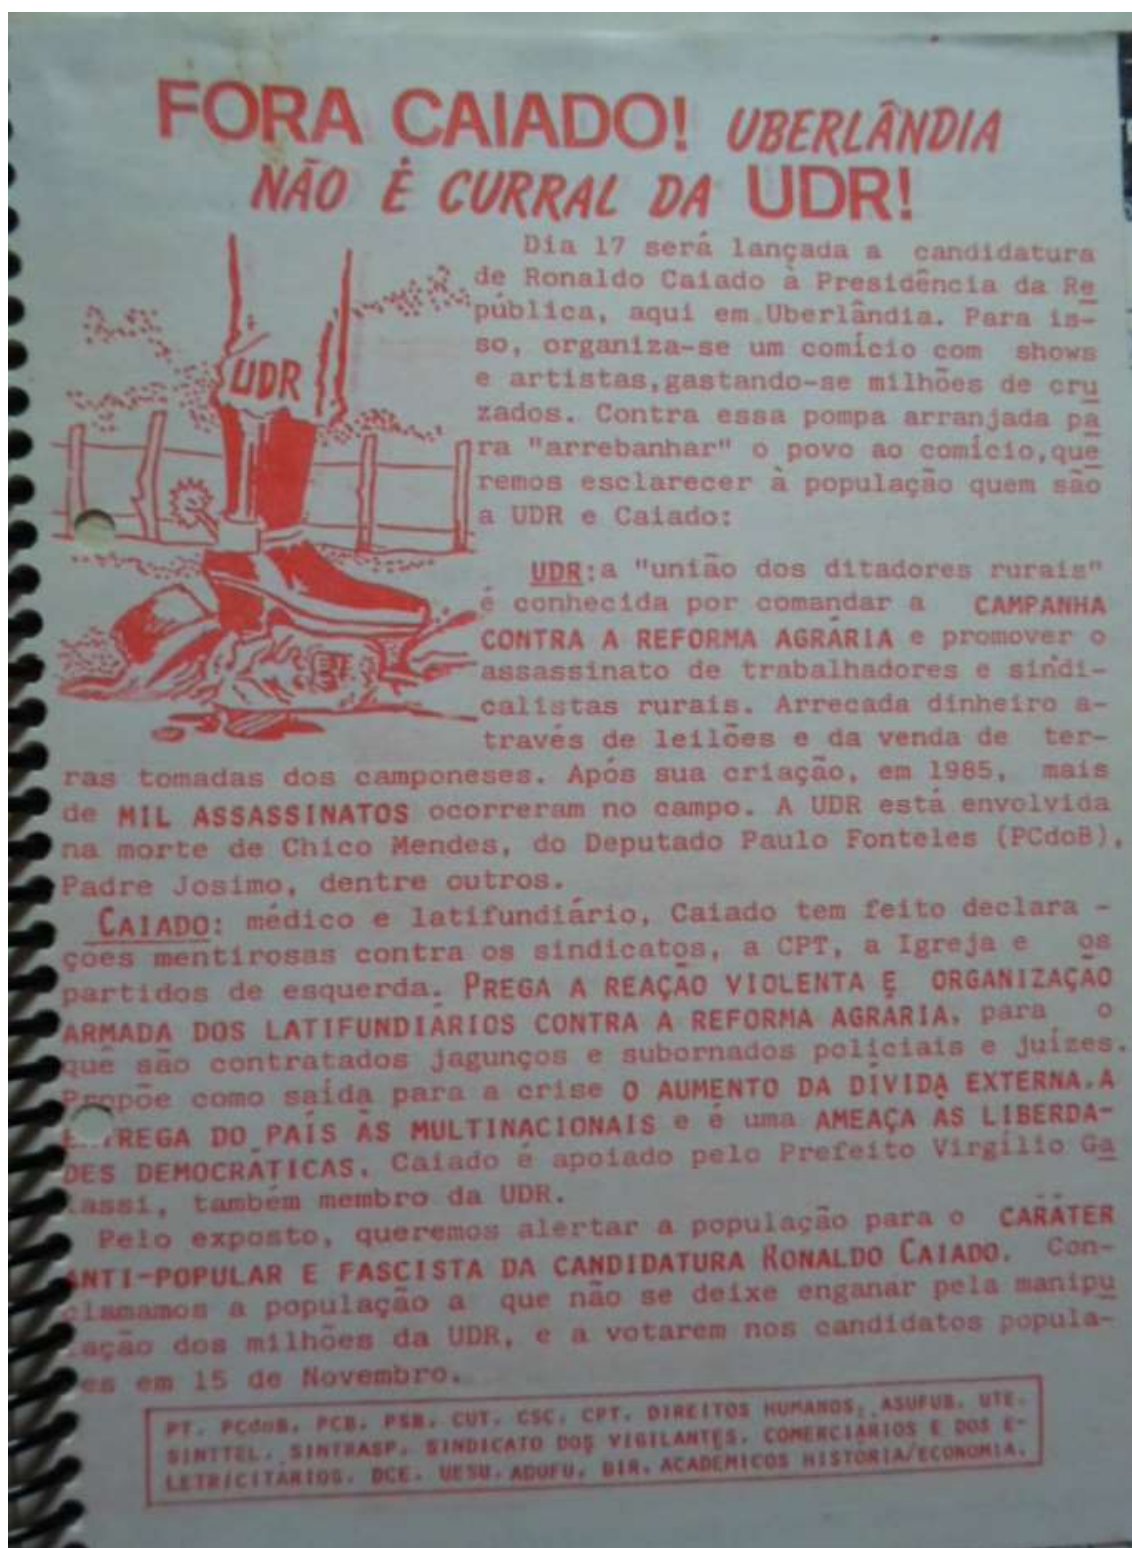 FORA CAIADO! UBERLÂNDIA
NÃO É CURRAL DA UDR!
UDR
Dia 17 será lançada a candidatura
de Ronaldo Caiado à Presidência da Re
pública, aqui em Uberlândia. Para is-
so, organiza-se um comício com shows
e artistas,gastando-se milhões de cru
zados. Contra essa pompa arranjada pa
ra "arrebanhar" o povo ao comício,que
remos esclarecer à população quem são
a UDR e Caiado:
UDR:a "união dos ditadores rurais"
é conhecida por comandar a CAMPANHA
CONTRA A REFORMA AGRÁRIA e promover o
assassinato de trabalhadores e sindi-
calistas rurais. Arrecada dinheiro a-
través de leilões e da venda de ter-
ras tomadas dos camponeses. Após sua criação, em 1985, mais
de MIL ASSASSINATOS ocorreram no campo. A UDR está envolvida
na morte de Chico Mendes, do Deputado Paulo Fonteles (PCdoB),
Padre Josimo, dentre outros.
CAIADO: médico e latifundiário, Caiado tem feito declara -
ções mentirosas contra os sindicatos, a CPT, a Igreja e os
partidos de esquerda. PREGA A REAÇÃO VIOLENTA E ORGANIZAÇÃO
ARMADA DOS LATIFUNDIÁRIOS CONTRA A REFORMA AGRÁRIA, para o
quê são contratados jagunços e subornados policiais e juízes.
Propõe como saída para a crise O AUMENTO DA DÍVIDA EXTERNA,A
ENTREGA DO PAÍS ÀS MULTINACIONAIS e é uma AMEAÇA AS LIBERDA-
DES DEMOCRÁTICAS. Caiado é apoiado pelo Prefeito Virgílio Ga
lassi, também membro da UDR.
Pelo exposto, queremos alertar a população para o CARÁTER
ANTI-POPULAR E FASCISTA DA CANDIDATURA RONALDO CAIADO. Con-
clamamos a população a que não se deixe enganar pela manipu
lação dos milhões da UDR, e a votarem nos candidatos popula-
res em 15 de Novembro.
PT, PCdoB, PCB, PSB, CUT, CSC, CPT, DIREITOS HUMANOS, ASUFUB, UTE,
SINTTEL, SINTRASP, SINDICATO DOS VIGILANTES, COMERCIÁRIOS E DOS E-
LETRICITÁRIOS, DCE, UESU, ADUFU, DIR. ACADÊMICOS HISTÓRIA/ECONOMIA.